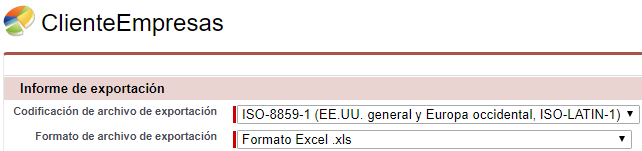 ClienteEmpresas
Informe de exportación
Codificación de archivo de exportación ISO-8859-1 (EE.UU. general y Europa occidental, ISO-LATIN-1)
Formato de archivo de exportación Formato Excel .xls